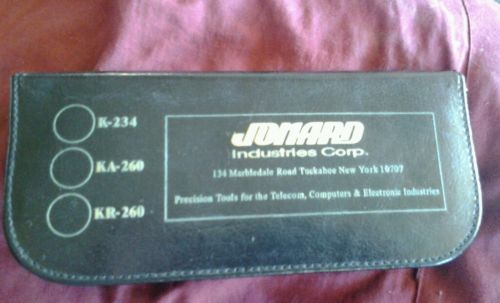 K-234
KA-260
KR-260
JONARD
Industries Corp.
134 Marbledale Road Tuckahoe New York 10707
Precision Tools for the Telecom, Computers & Electronic Industries